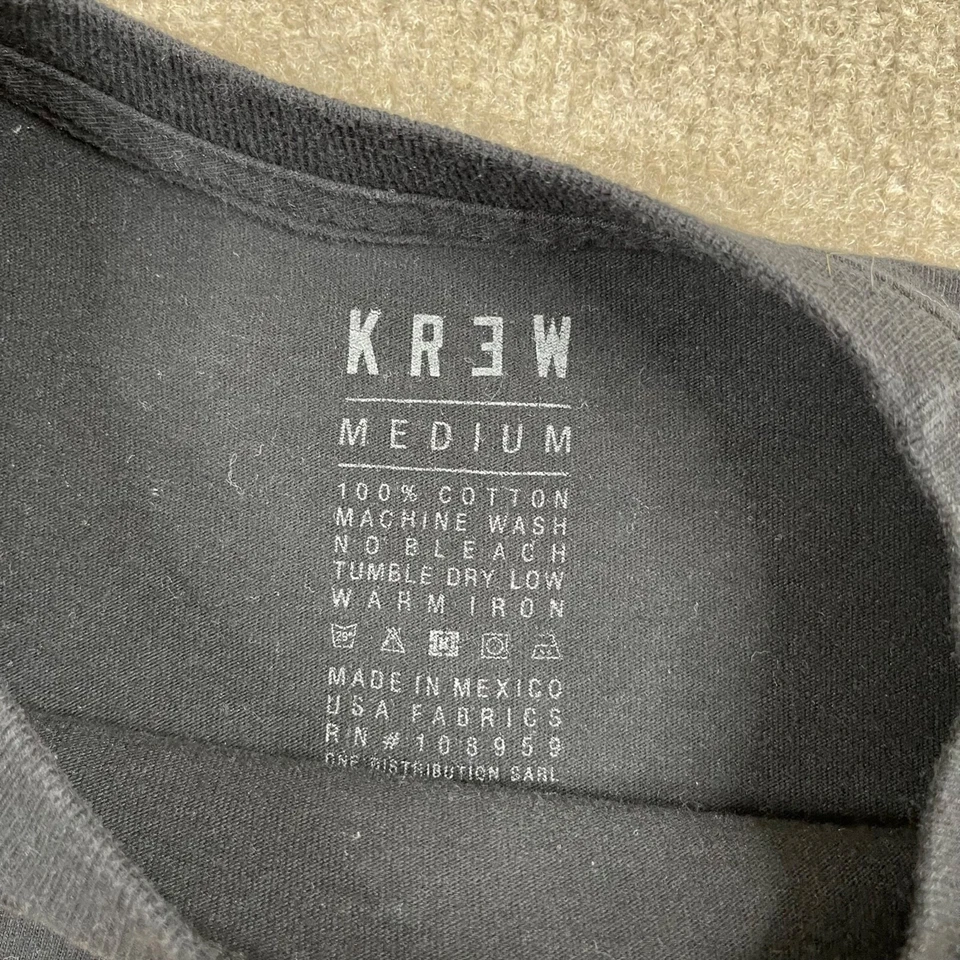 KRƎW
MEDIUM
100% COTTON
MACHINE WASH
NO BLEACH
TUMBLE DRY LOW
WARM IRON
MADE IN MEXICO
USA FABRICS
RN #108959
ONE DISTRIBUTION SARL